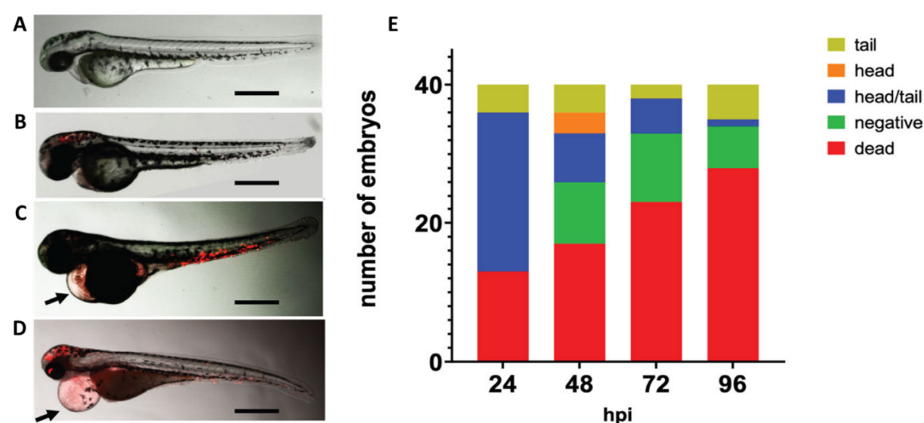 A
B
C
D
E
number of embryos
40
20
0
24 48 72 96
hpi
tail
head
head/tail
negative
dead